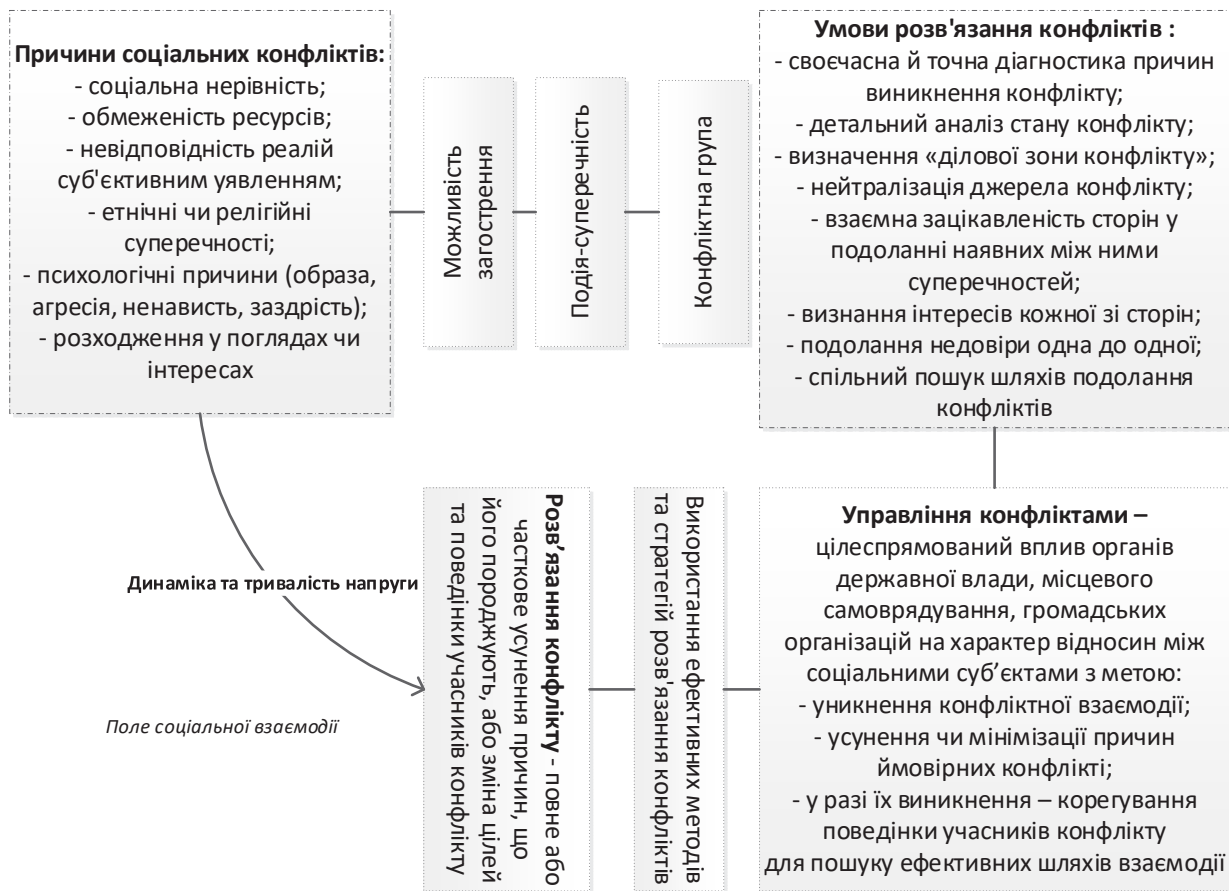 Причини соціальних конфліктів:
- соціальна нерівність;
- обмеженість ресурсів;
- невідповідність реалій
суб'єктивним уявленням;
- етнічні чи релігійні
суперечності;
- психологічні причини (образа,
агресія, ненависть, заздрість);
- розходження у поглядах чи
інтересах
Можливість
загострення
Подія-суперечність
Конфліктна група
Умови розв'язання конфліктів :
- своєчасна й точна діагностика причин
виникнення конфлікту;
- детальний аналіз стану конфлікту;
- визначення «ділової зони конфлікту»;
- нейтралізація джерела конфлікту;
- взаємна зацікавленість сторін у
подоланні наявних між ними
суперечностей;
- визнання інтересів кожної зі сторін;
- подолання недовіри одна до одної;
- спільний пошук шляхів подолання
конфліктів
Динаміка та тривалість напруги
Поле соціальної взаємодії
Розв’язання конфлікту - повне або
часткове усунення причин, що
його породжують, або зміна цілей
та поведінки учасників конфлікту
Використання ефективних методів
та стратегій розв'язання конфліктів
Управління конфліктами –
цілеспрямований вплив органів
державної влади, місцевого
самоврядування, громадських
організацій на характер відносин між
соціальними суб’єктами з метою:
- уникнення конфліктної взаємодії;
- усунення чи мінімізації причин
ймовірних конфлікті;
- у разі їх виникнення – корегування
поведінки учасників конфлікту
для пошуку ефективних шляхів взаємодії